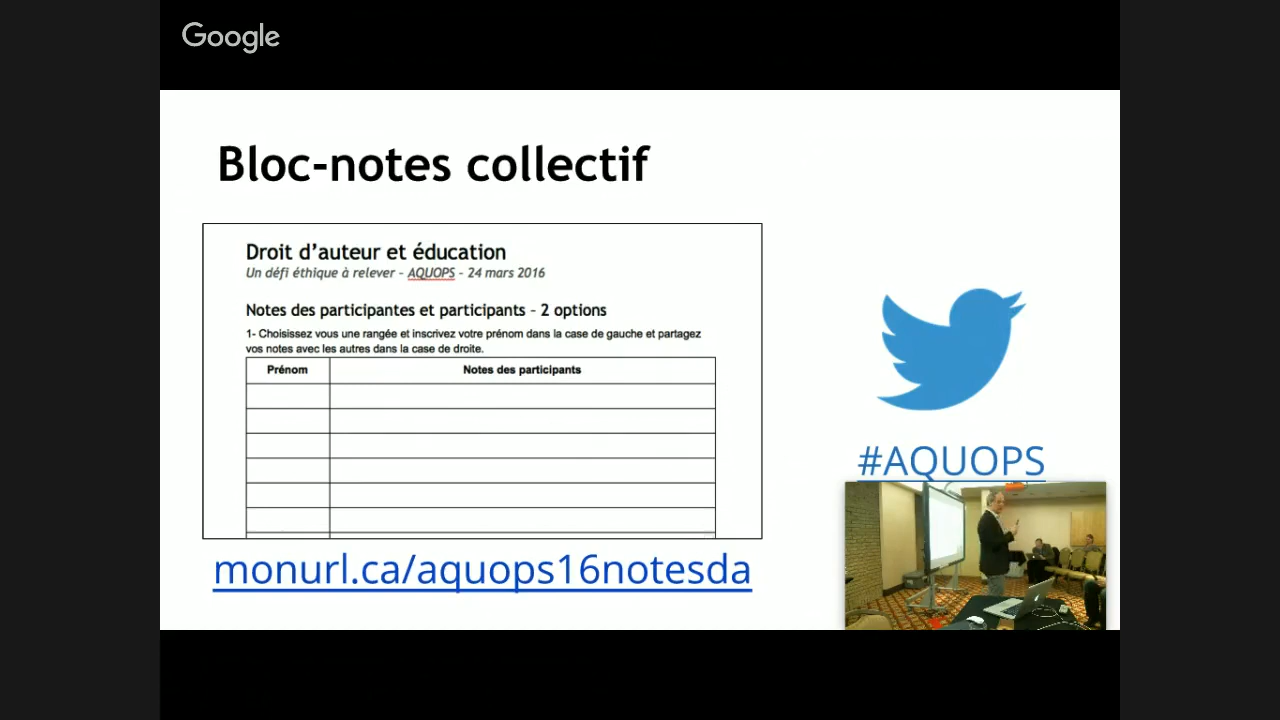 Google
Bloc-notes collectif
Droit d'auteur et éducation
Un défi éthique à relever – AQUOPS – 24 mars 2016
Notes des participantes et participants – 2 options
1- Choisissez vous une rangée et inscrivez votre prénom dans la case de gauche et partagez
vos notes avec les autres dans la case de droite.
Prénom Notes des participants
#AQUOPS
monurl.ca/aquops16notesda